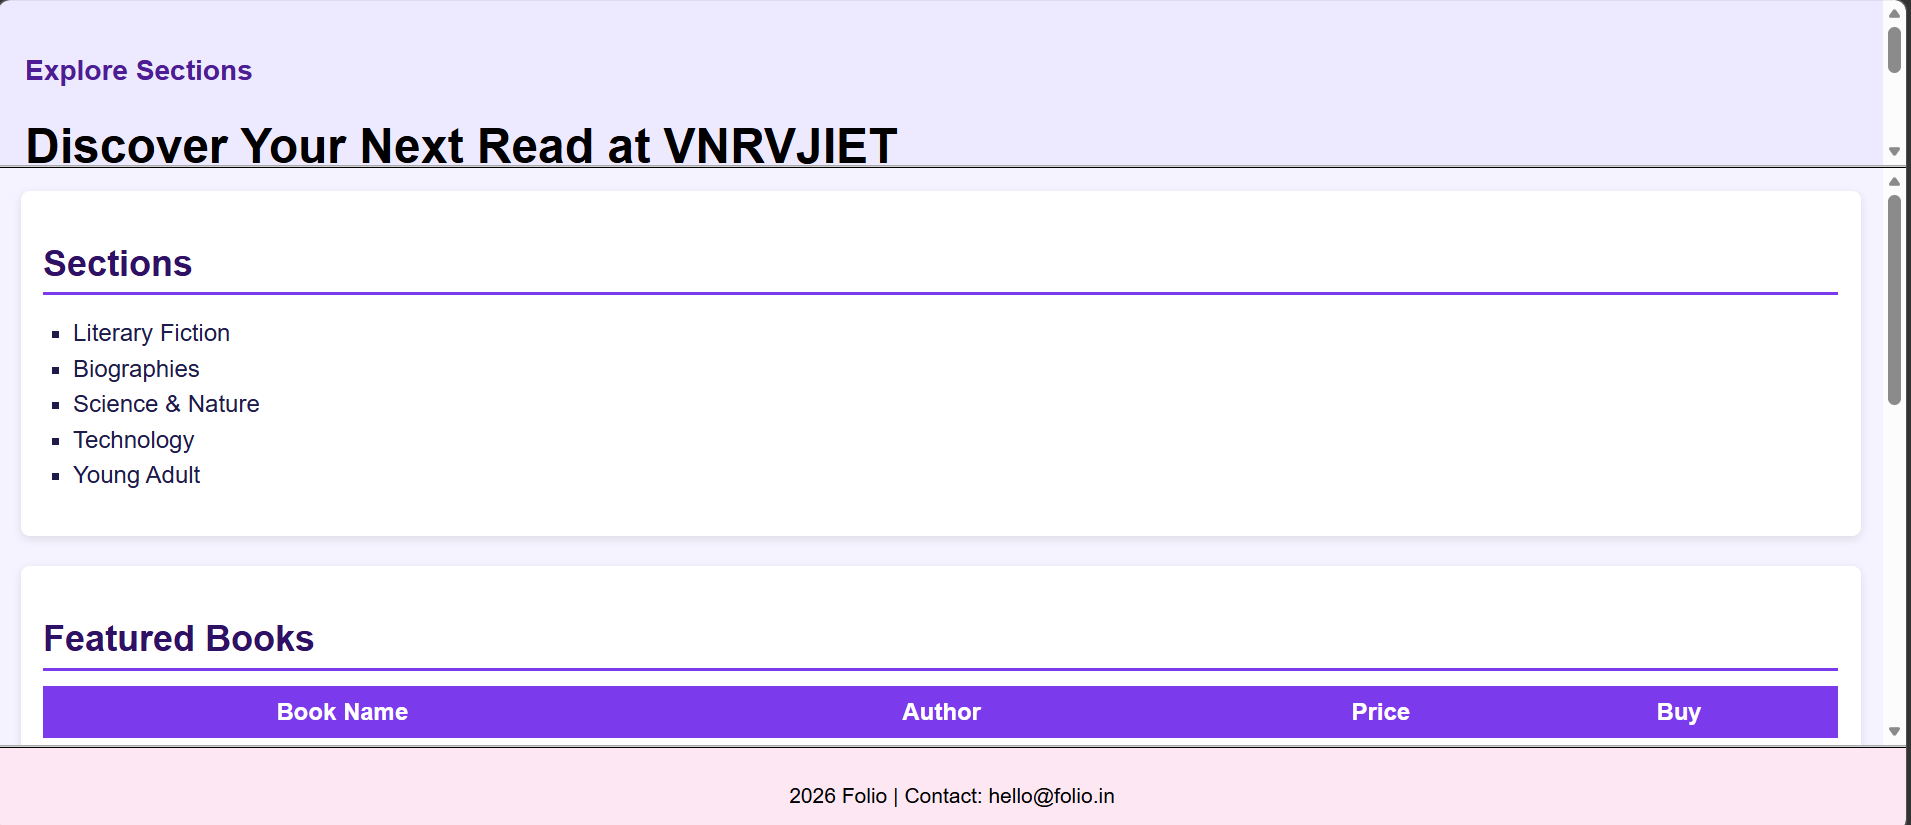 Explore Sections
Discover Your Next Read at VNRVJIET
Sections
Literary Fiction
Biographies
Science & Nature
Technology
Young Adult
Featured Books
Book Name Author Price Buy
2026 Folio | Contact: hello@folio.in